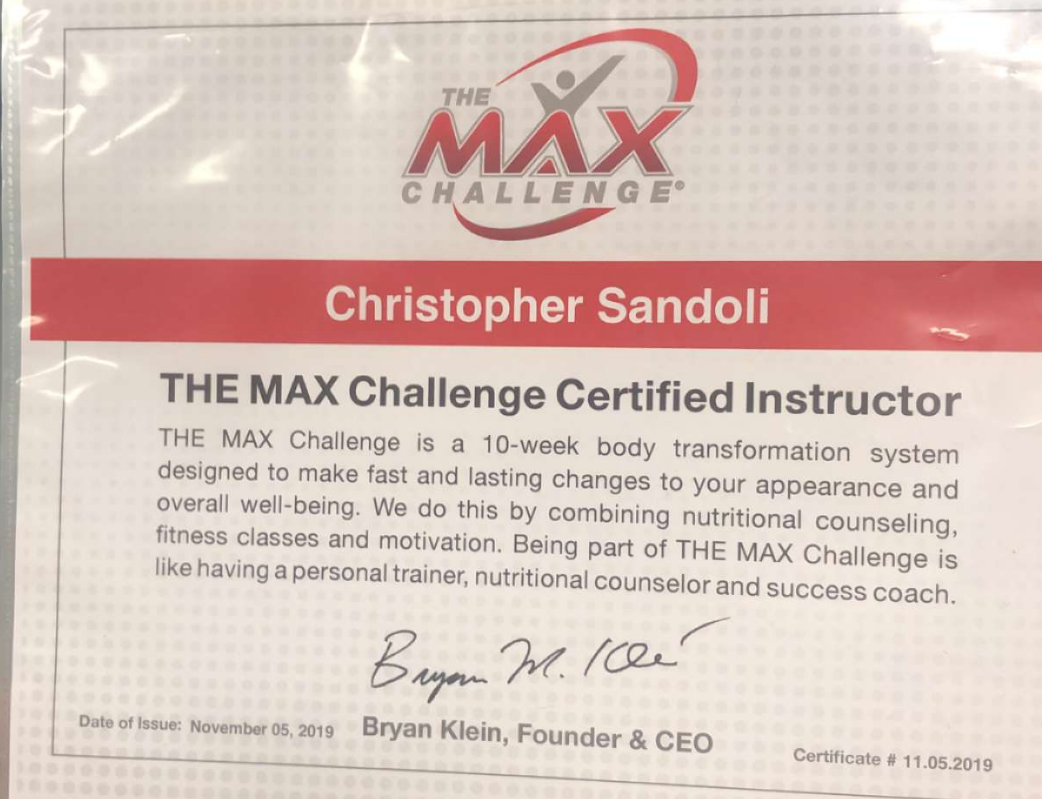 THE
MAX
CHALLENGE®
Christopher Sandoli
THE MAX Challenge Certified Instructor
THE MAX Challenge is a 10-week body transformation system
designed to make fast and lasting changes to your appearance and
overall well-being. We do this by combining nutritional counseling,
fitness classes and motivation. Being part of THE MAX Challenge is
like having a personal trainer, nutritional counselor and success coach.
Bryan M. Klein
Date of Issue: November 05, 2019 Bryan Klein, Founder & CEO Certificate # 11.05.2019